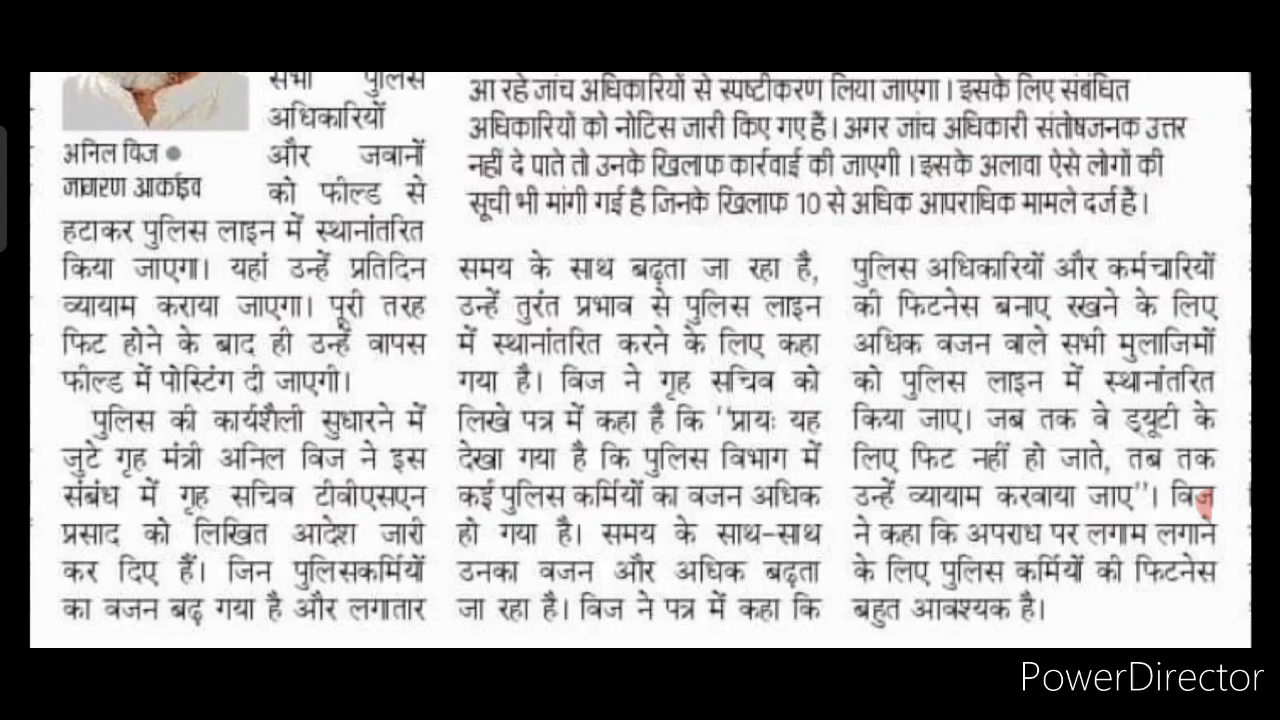 सभी पुलिस
अधिकारियों
और जवानों
को फील्ड से
अनिल विज ●
जागरण आर्काइव
हटाकर पुलिस लाइन में स्थानांतरित
किया जाएगा। यहां उन्हें प्रतिदिन
व्यायाम कराया जाएगा। पूरी तरह
फिट होने के बाद ही उन्हें वापस
फील्ड में पोस्टिंग दी जाएगी।
पुलिस की कार्यशैली सुधारने में
जुटे गृह मंत्री अनिल विज ने इस
संबंध में गृह सचिव टीवीएसएन
प्रसाद को लिखित आदेश जारी
कर दिए हैं। जिन पुलिसकर्मियों
का वजन बढ़ गया है और लगातार
आ रहे जांच अधिकारियों से स्पष्टीकरण लिया जाएगा। इसके लिए संबंधित
अधिकारियों को नोटिस जारी किए गए हैं। अगर जांच अधिकारी संतोषजनक उत्तर
नहीं दे पाते तो उनके खिलाफ कार्रवाई की जाएगी। इसके अलावा ऐसे लोगों की
सूची भी मांगी गई है जिनके खिलाफ 10 से अधिक आपराधिक मामले दर्ज है।
समय के साथ बढ़ता जा रहा है,
उन्हें तुरंत प्रभाव से पुलिस लाइन
में स्थानांतरित करने के लिए कहा
गया है। विज ने गृह सचिव को
लिखे पत्र में कहा है कि ''प्रायः यह
देखा गया है कि पुलिस विभाग में
कई पुलिस कर्मियों का वजन अधिक
हो गया है। समय के साथ-साथ
उनका वजन और अधिक बढ़ता
जा रहा है। विज ने पत्र में कहा कि
पुलिस अधिकारियों और कर्मचारियों
की फिटनेस बनाए रखने के लिए
अधिक वजन वाले सभी मुलाजिमों
को पुलिस लाइन में स्थानांतरित
किया जाए। जब तक वे ड्यूटी के
लिए फिट नहीं हो जाते, तब तक
उन्हें व्यायाम करवाया जाए''। विज
ने कहा कि अपराध पर लगाम लगाने
के लिए पुलिस कर्मियों की फिटनेस
बहुत आवश्यक है।
PowerDirector